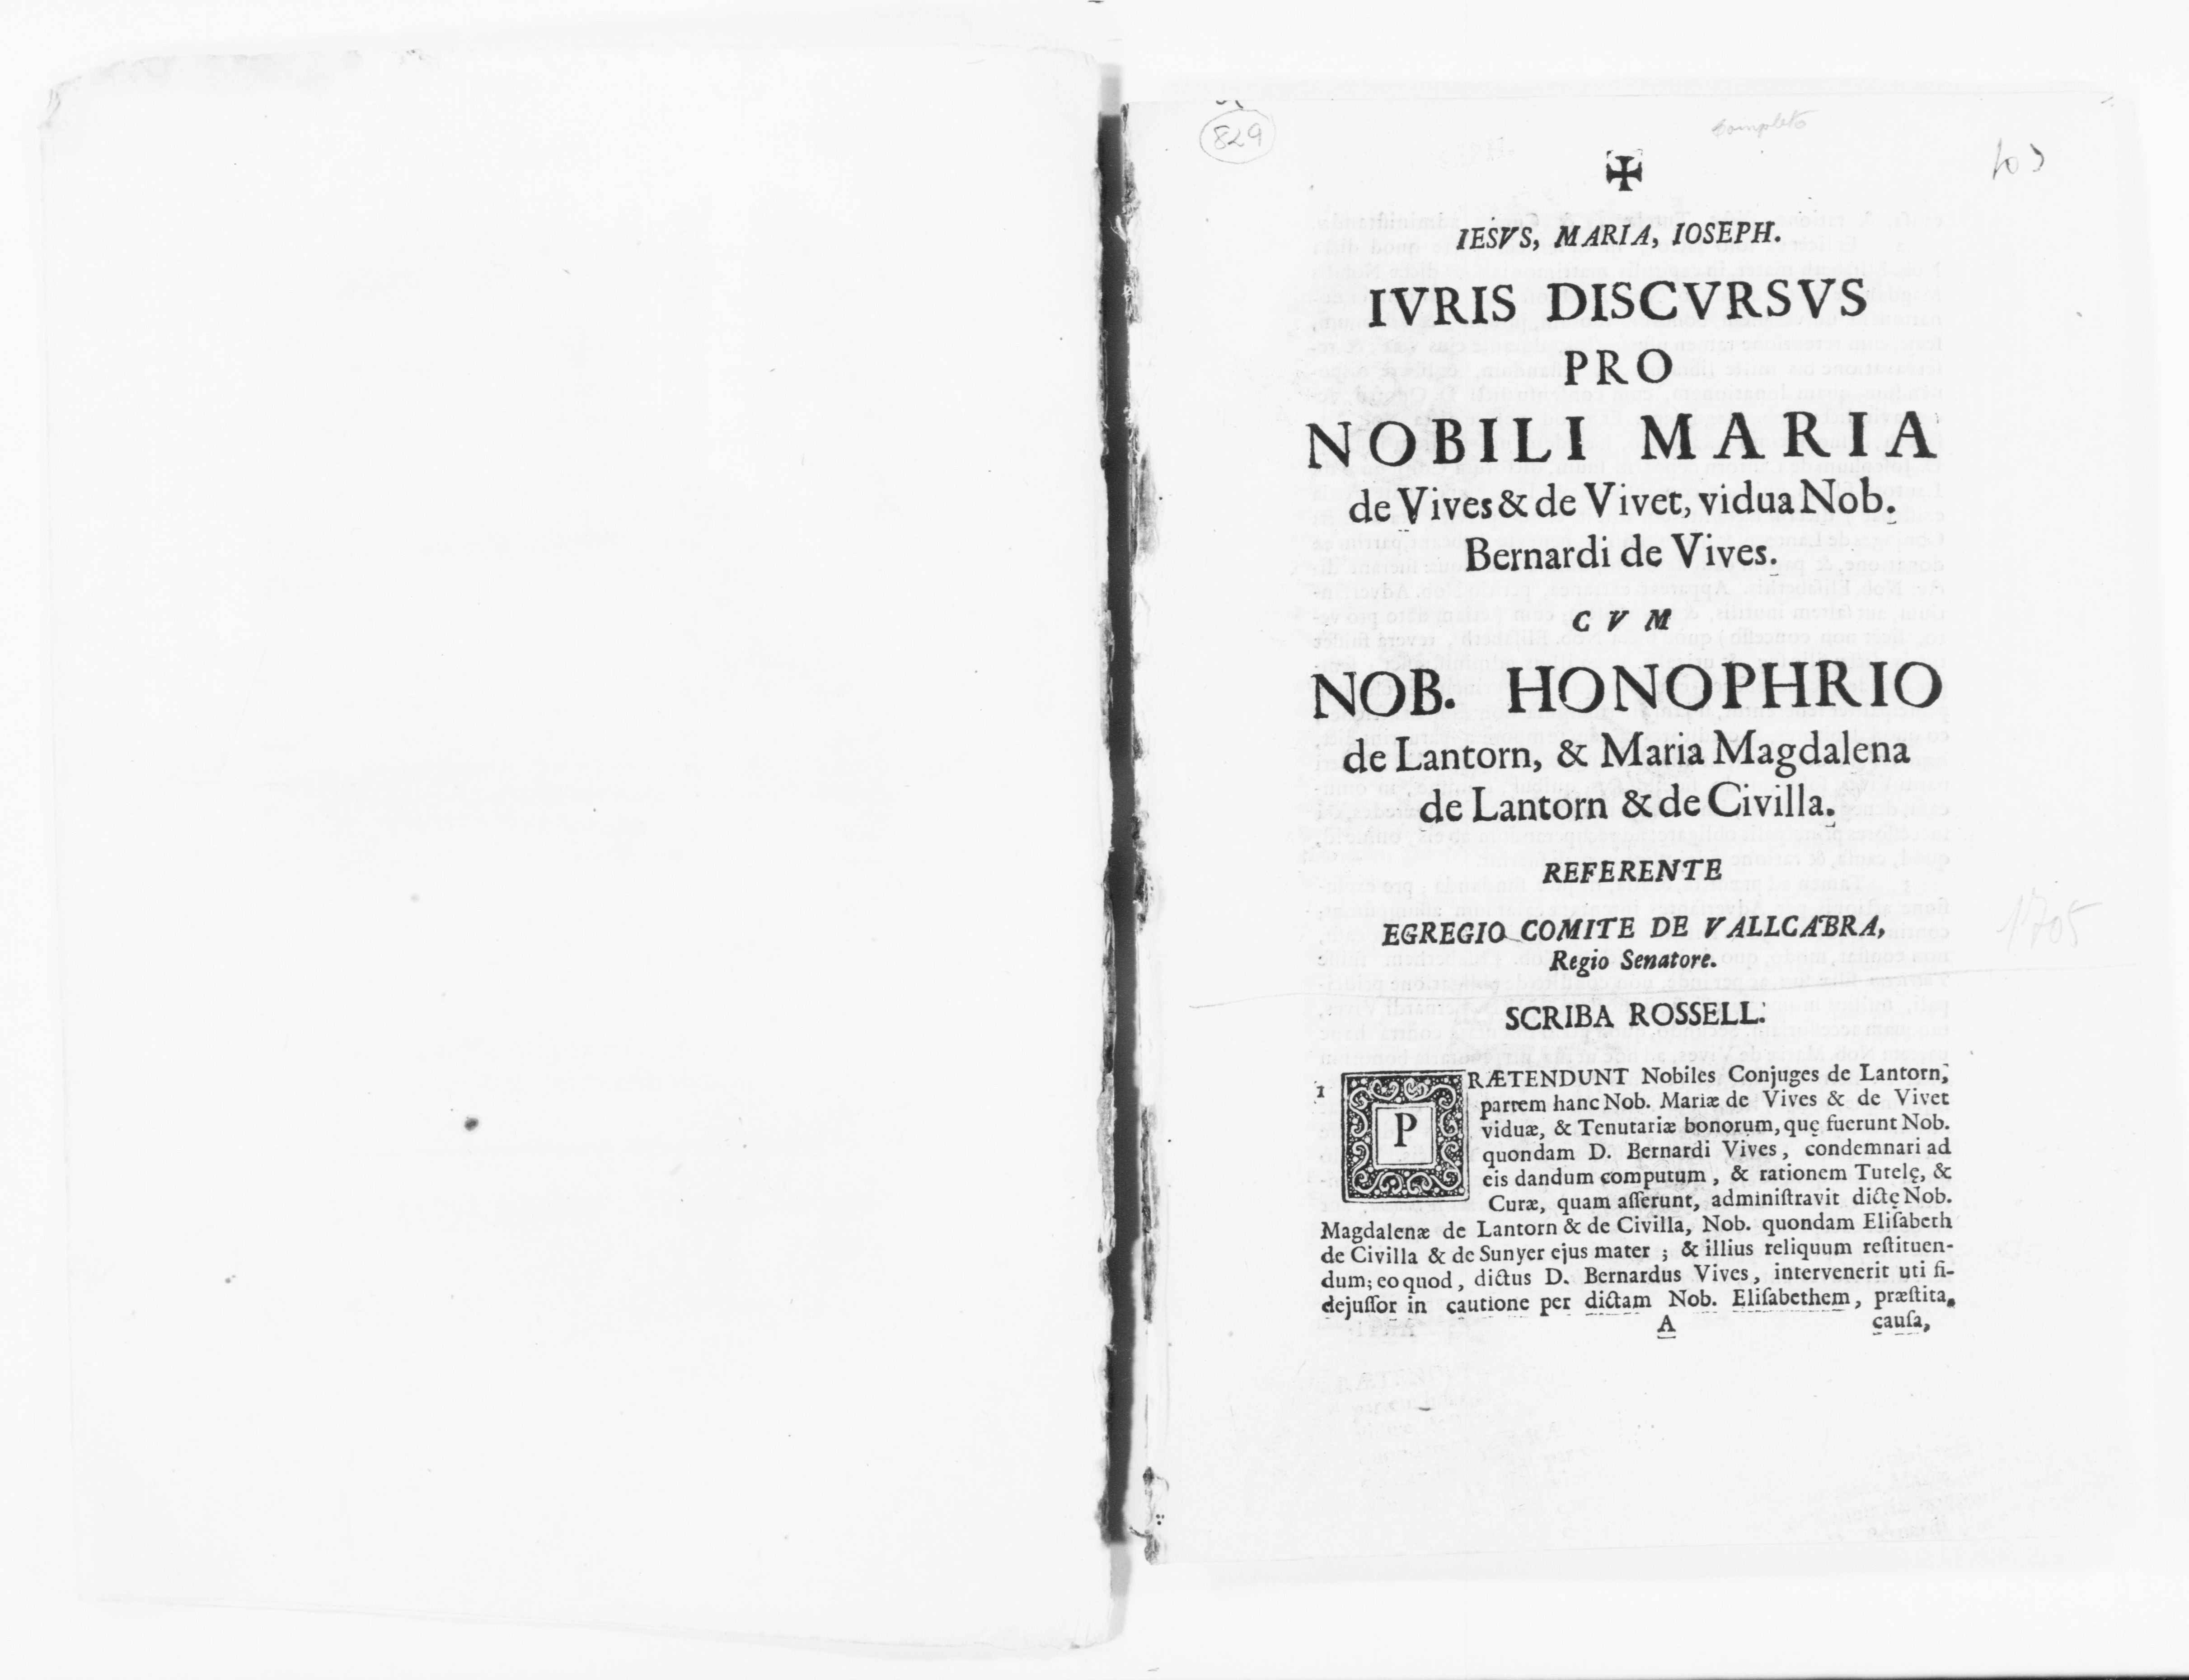 829
completo
✠
IESVS, MARIA, IOSEPH.
IVRIS DISCVRSVS
PRO
NOBILI MARIA
de Vives & de Vivet, vidua Nob.
Bernardi de Vives.
CVM
NOB. HONOPHRIO
de Lantorn, & Maria Magdalena
de Lantorn & de Civilla.
REFERENTE
EGREGIO COMITE DE VALLCABRA,
Regio Senatore.
1705
SCRIBA ROSSELL.
1 PRÆTENDUNT Nobiles Conjuges de Lantorn,
partem hanc Nob. Mariæ de Vives & de Vivet
viduæ, & Tenutariæ bonorum, quę fuerunt Nob.
quondam D. Bernardi Vives, condemnari ad
eis dandum computum, & rationem Tutelę, &
Curæ, quam aſſerunt, adminiſtravit dictę Nob.
Magdalenæ de Lantorn & de Civilla, Nob. quondam Eliſabeth
de Civilla & de Sunyer ejus mater ; & illius reliquum reſtituen-
dum; eo quod, dictus D. Bernardus Vives, intervenerit uti fi-
dejuſſor in cautione per dictam Nob. Eliſabethem, præſtita,
A
cauſa,